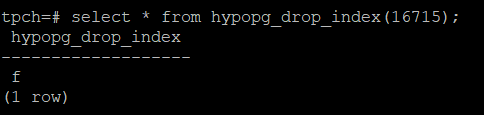 tpch=# select * from hypopg_drop_index(16715);
 hypopg_drop_index
-------------------
 f
(1 row)